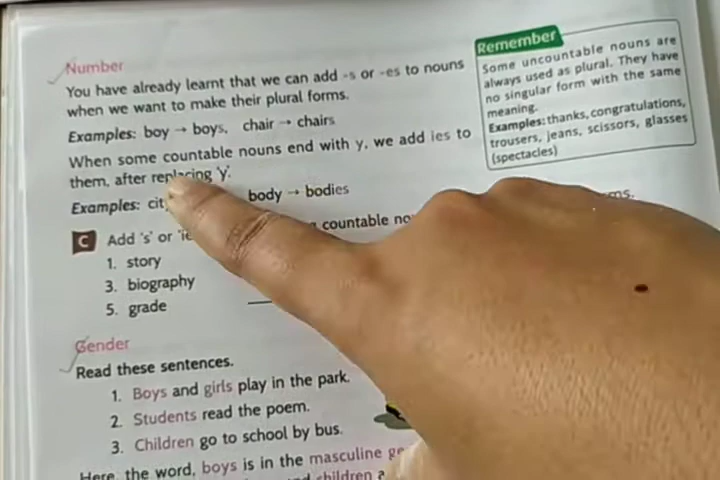 Number
You have already learnt that we can add -s or -es to nouns
when we want to make their plural forms.
Examples: boy → boys, chair → chairs
When some countable nouns end with y, we add ies to
them, after replacing 'y'.
Examples: body → bodies
Remember
Some uncountable nouns are
always used as plural. They have
no singular form with the same
meaning.
Examples: thanks, congratulations,
trousers, jeans, scissors, glasses
(spectacles)
C Add 's' or countable
1. story
3. biography
5. grade
Gender
Read these sentences.
1. Boys and girls play in the park.
2. Students read the poem.
3. Children go to school by bus.
Here, the word, boys is in the masculine
children